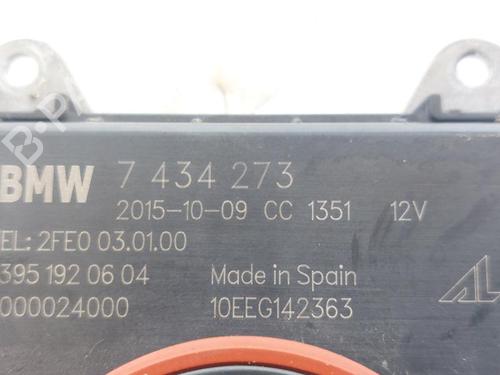 BMW 7 434 273
2015-10-09 CC 1351 12V
EL: 2FE0 03.01.00
395 192 06 04 Made in Spain
000024000 10EEG142363
AL
B.P